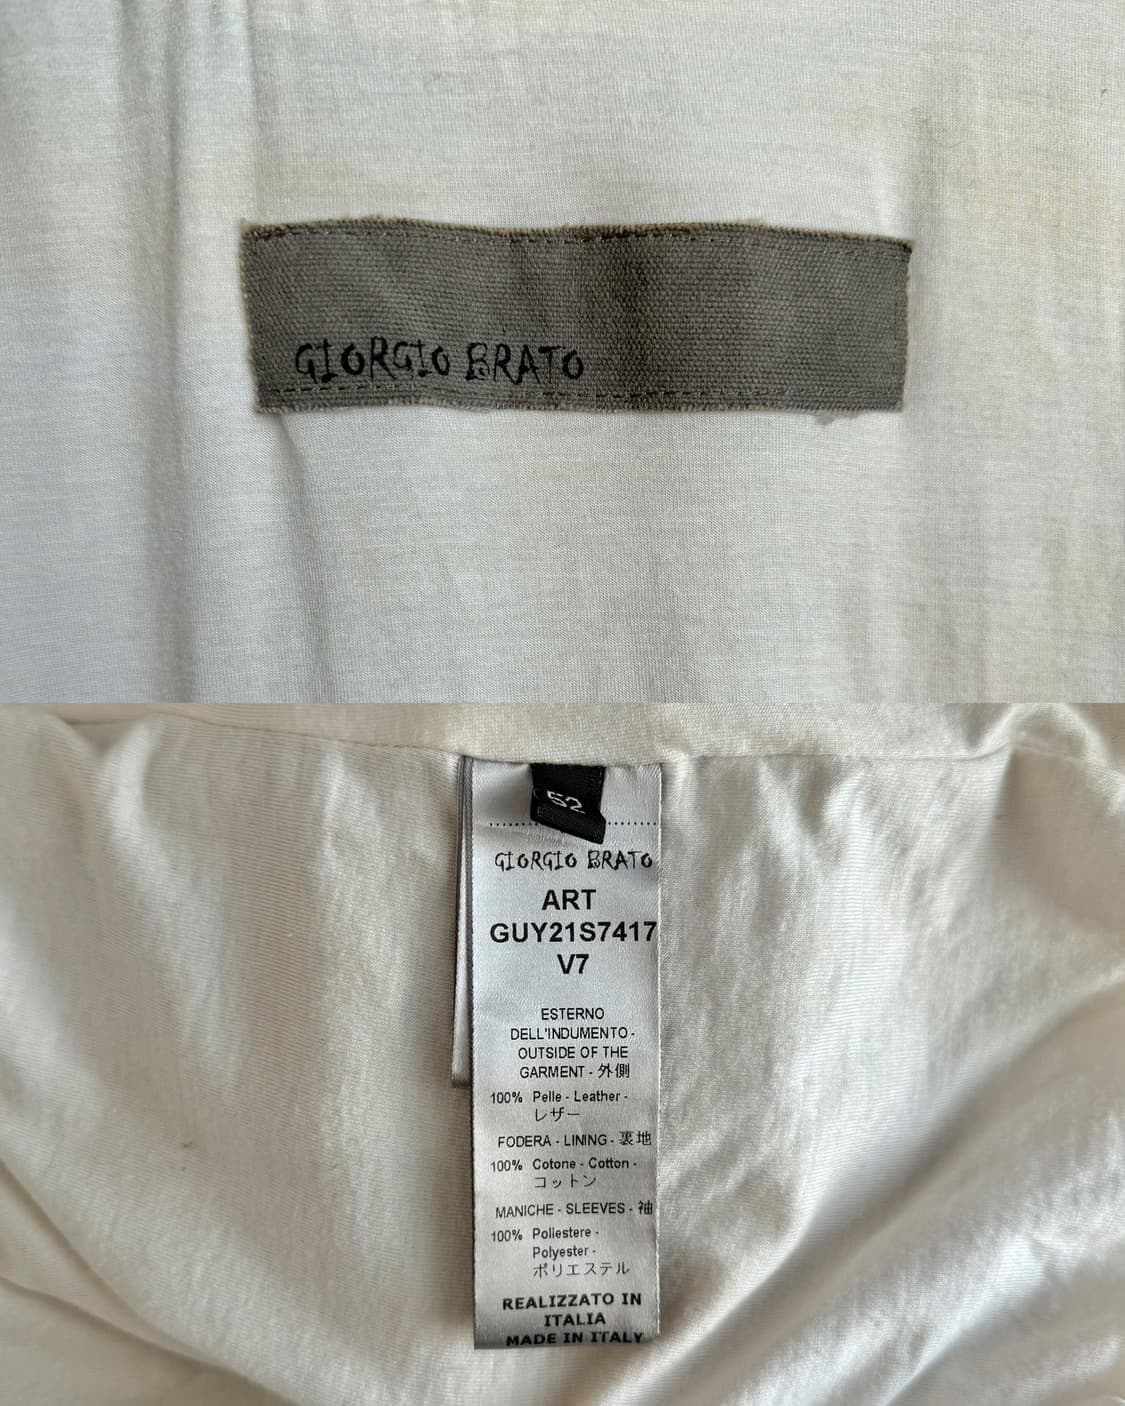 GIORGIO BRATO
52
GIORGIO BRATO
ART
GUY21S7417
V7
ESTERNO
DELL'INDUMENTO -
OUTSIDE OF THE
GARMENT - 外側
100% Pelle - Leather -
レザー
FODERA - LINING - 裏地
100% Cotone - Cotton -
コットン
MANICHE - SLEEVES - 袖
100% Poliestere -
Polyester -
ポリエステル
REALIZZATO IN
ITALIA
MADE IN ITALY